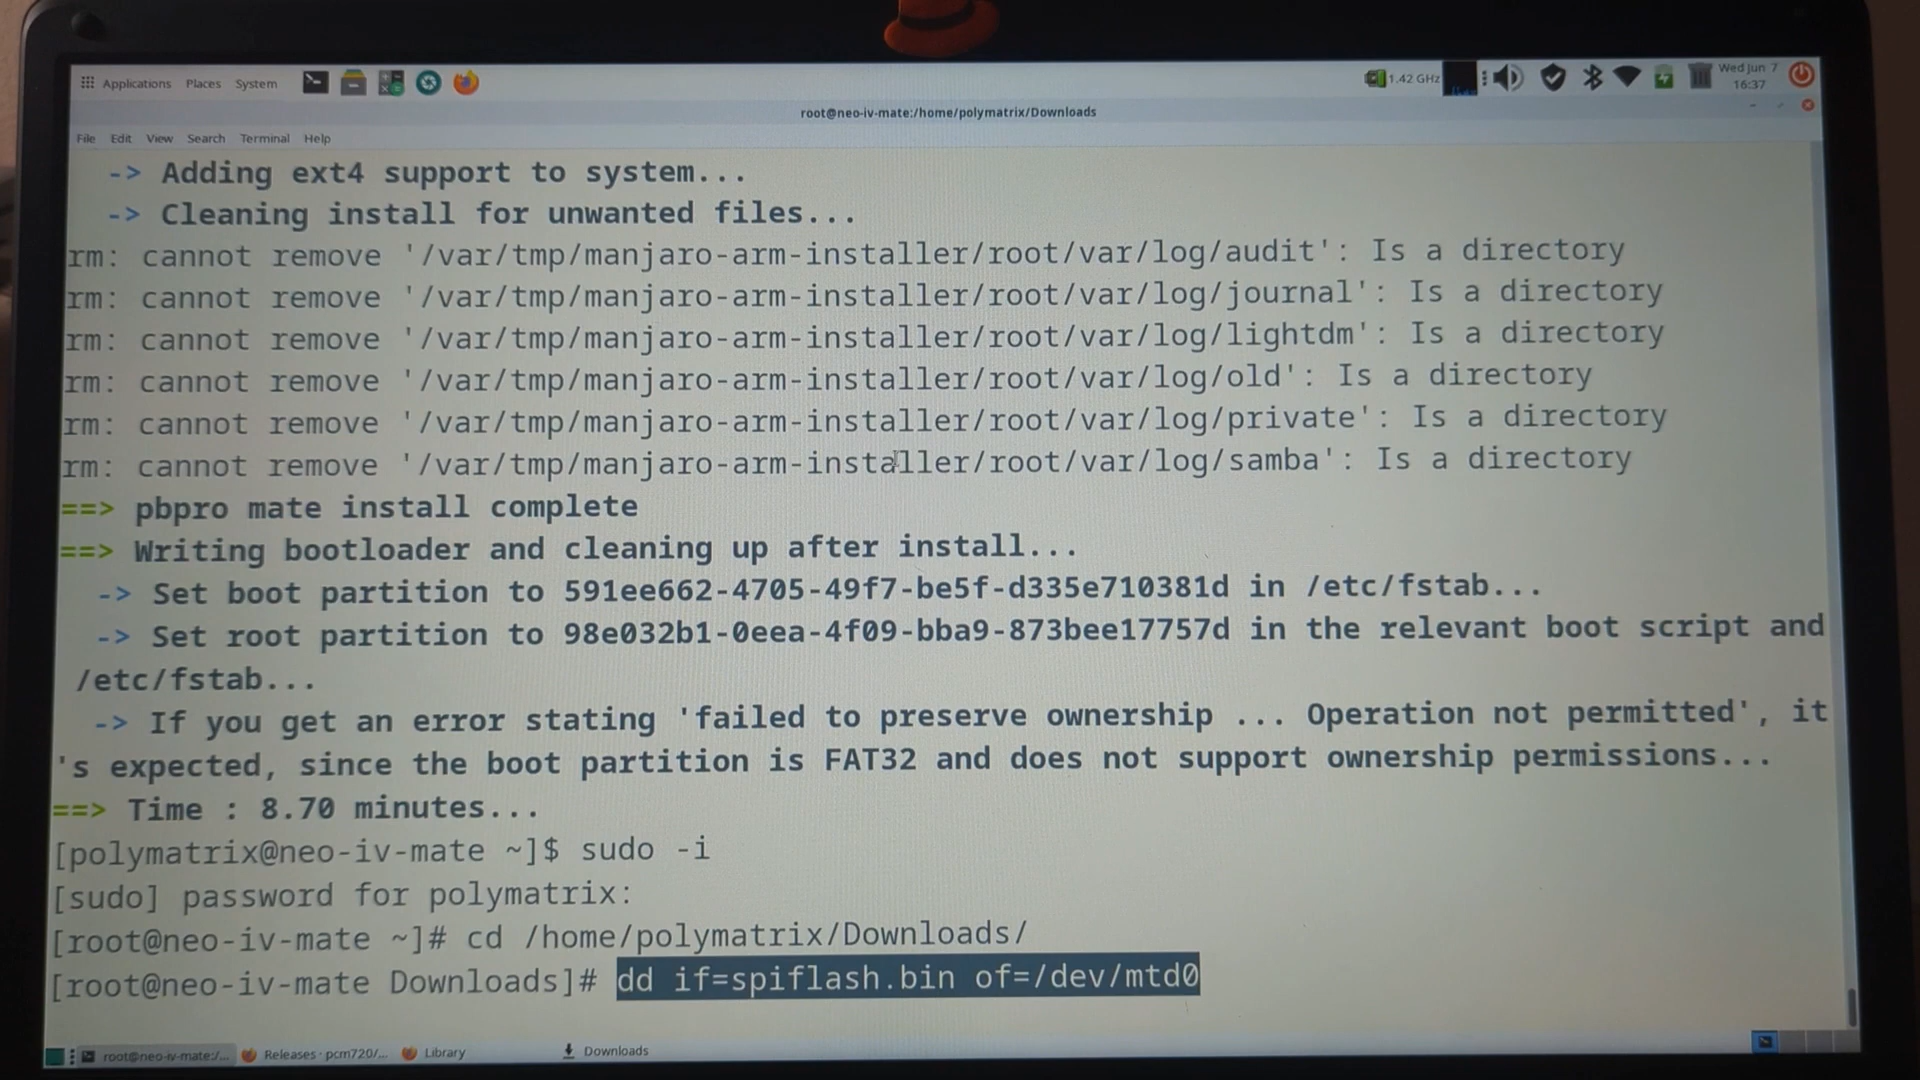 Applications Places System 1.42 GHz Wed Jun 7
16:37
root@neo-iv-mate:/home/polymatrix/Downloads
File Edit View Search Terminal Help
-> Adding ext4 support to system...
-> Cleaning install for unwanted files...
rm: cannot remove '/var/tmp/manjaro-arm-installer/root/var/log/audit': Is a directory
rm: cannot remove '/var/tmp/manjaro-arm-installer/root/var/log/journal': Is a directory
rm: cannot remove '/var/tmp/manjaro-arm-installer/root/var/log/lightdm': Is a directory
rm: cannot remove '/var/tmp/manjaro-arm-installer/root/var/log/old': Is a directory
rm: cannot remove '/var/tmp/manjaro-arm-installer/root/var/log/private': Is a directory
rm: cannot remove '/var/tmp/manjaro-arm-installer/root/var/log/samba': Is a directory
==> pbpro mate install complete
==> Writing bootloader and cleaning up after install...
-> Set boot partition to 591ee662-4705-49f7-be5f-d335e710381d in /etc/fstab...
-> Set root partition to 98e032b1-0eea-4f09-bba9-873bee17757d in the relevant boot script and
/etc/fstab...
-> If you get an error stating 'failed to preserve ownership ... Operation not permitted', it
's expected, since the boot partition is FAT32 and does not support ownership permissions...
==> Time : 8.70 minutes...
[polymatrix@neo-iv-mate ~]$ sudo -i
[sudo] password for polymatrix:
[root@neo-iv-mate ~]# cd /home/polymatrix/Downloads/
[root@neo-iv-mate Downloads]# dd if=spiflash.bin of=/dev/mtd0
root@neo-iv-mate:/... Releases · pcm720/... Library Downloads